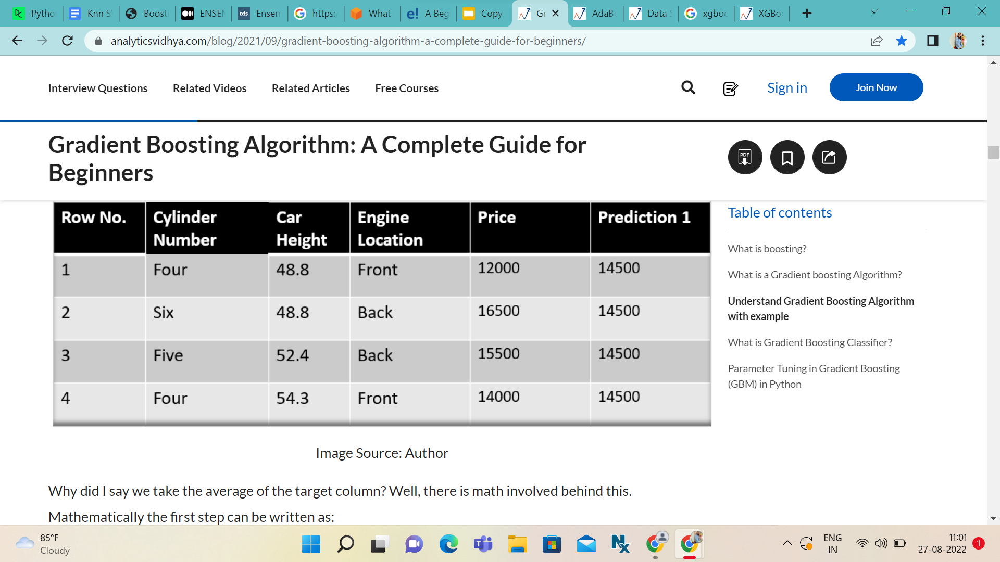 Pytho
Knn S
Boosti
ENSE
Ensem
https:/
What
A Beg
Copy
Gr
AdaB
Data
xgboo
XGBo
analyticsvidhya.com/blog/2021/09/gradient-boosting-algorithm-a-complete-guide-for-beginners/
Interview Questions Related Videos Related Articles Free Courses Sign in Join Now
Gradient Boosting Algorithm: A Complete Guide for
Beginners
PDF
Row No. Cylinder Number Car Height Engine Location Price Prediction 1
1 Four 48.8 Front 12000 14500
2 Six 48.8 Back 16500 14500
3 Five 52.4 Back 15500 14500
4 Four 54.3 Front 14000 14500
Table of contents
What is boosting?
What is a Gradient boosting Algorithm?
Understand Gradient Boosting Algorithm
with example
What is Gradient Boosting Classifier?
Parameter Tuning in Gradient Boosting
(GBM) in Python
Image Source: Author
Why did I say we take the average of the target column? Well, there is math involved behind this.
Mathematically the first step can be written as:
85°F
Cloudy
ENG
IN
11:01
27-08-2022
1